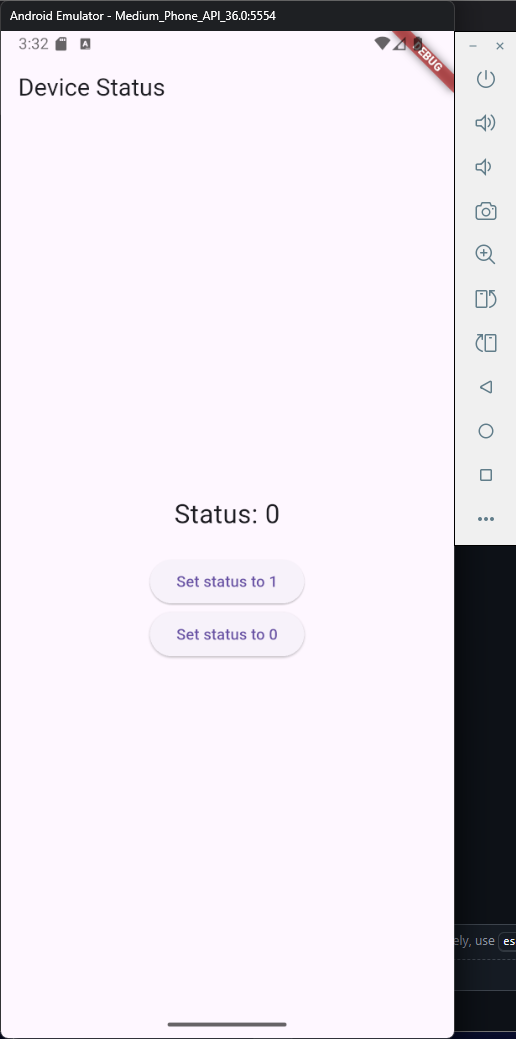 Android Emulator - Medium_Phone_API_36.0:5554
3:32
DEBUG
Device Status
Status: 0
Set status to 1
Set status to 0
ely, use es